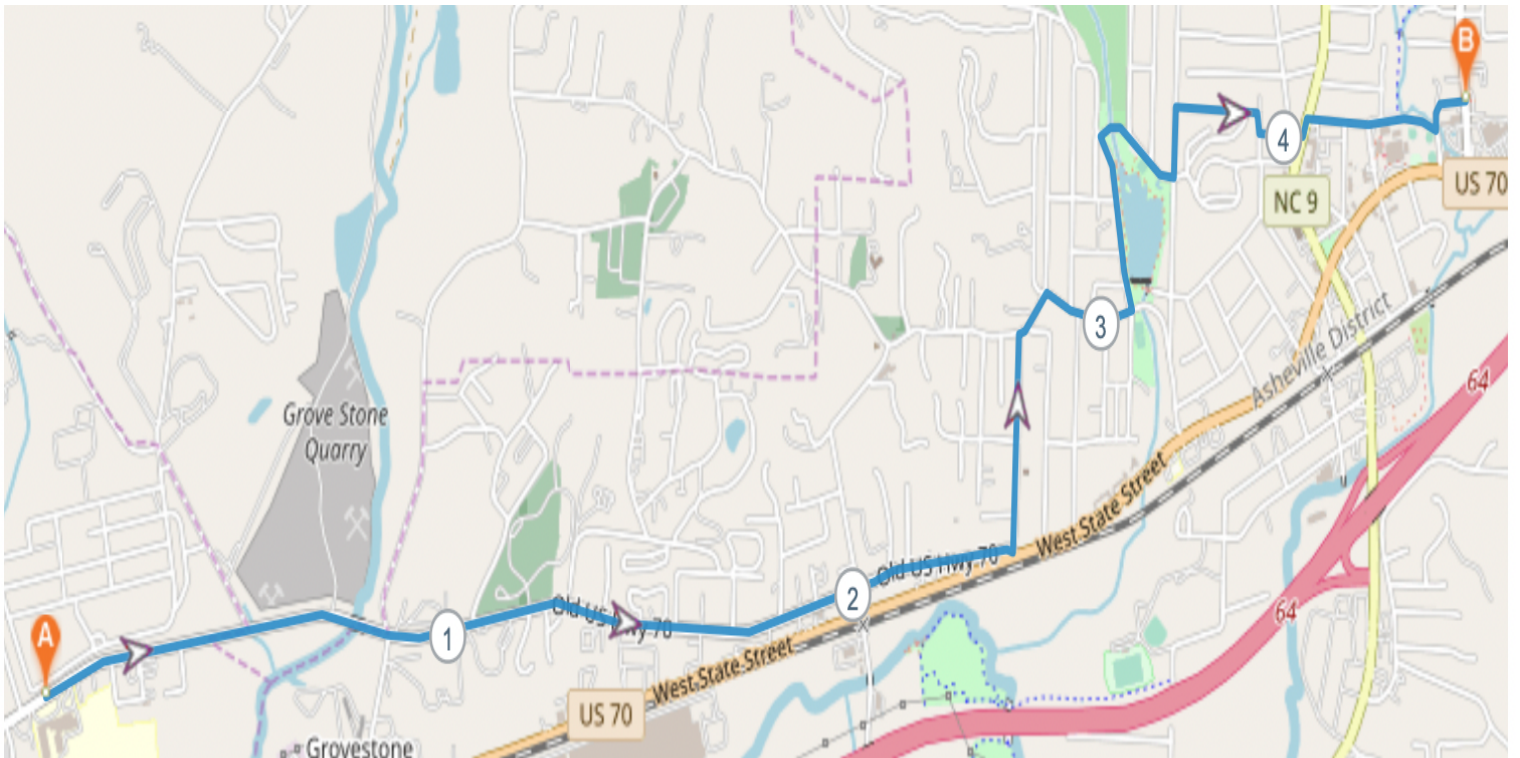 B
4
US 70
NC 9
3
Asheville District
64
Grove Stone
Quarry
West State Street
Old US Hwy 70
2
Old US Hwy 70
64
A
1
West State Street
US 70
Grovestone